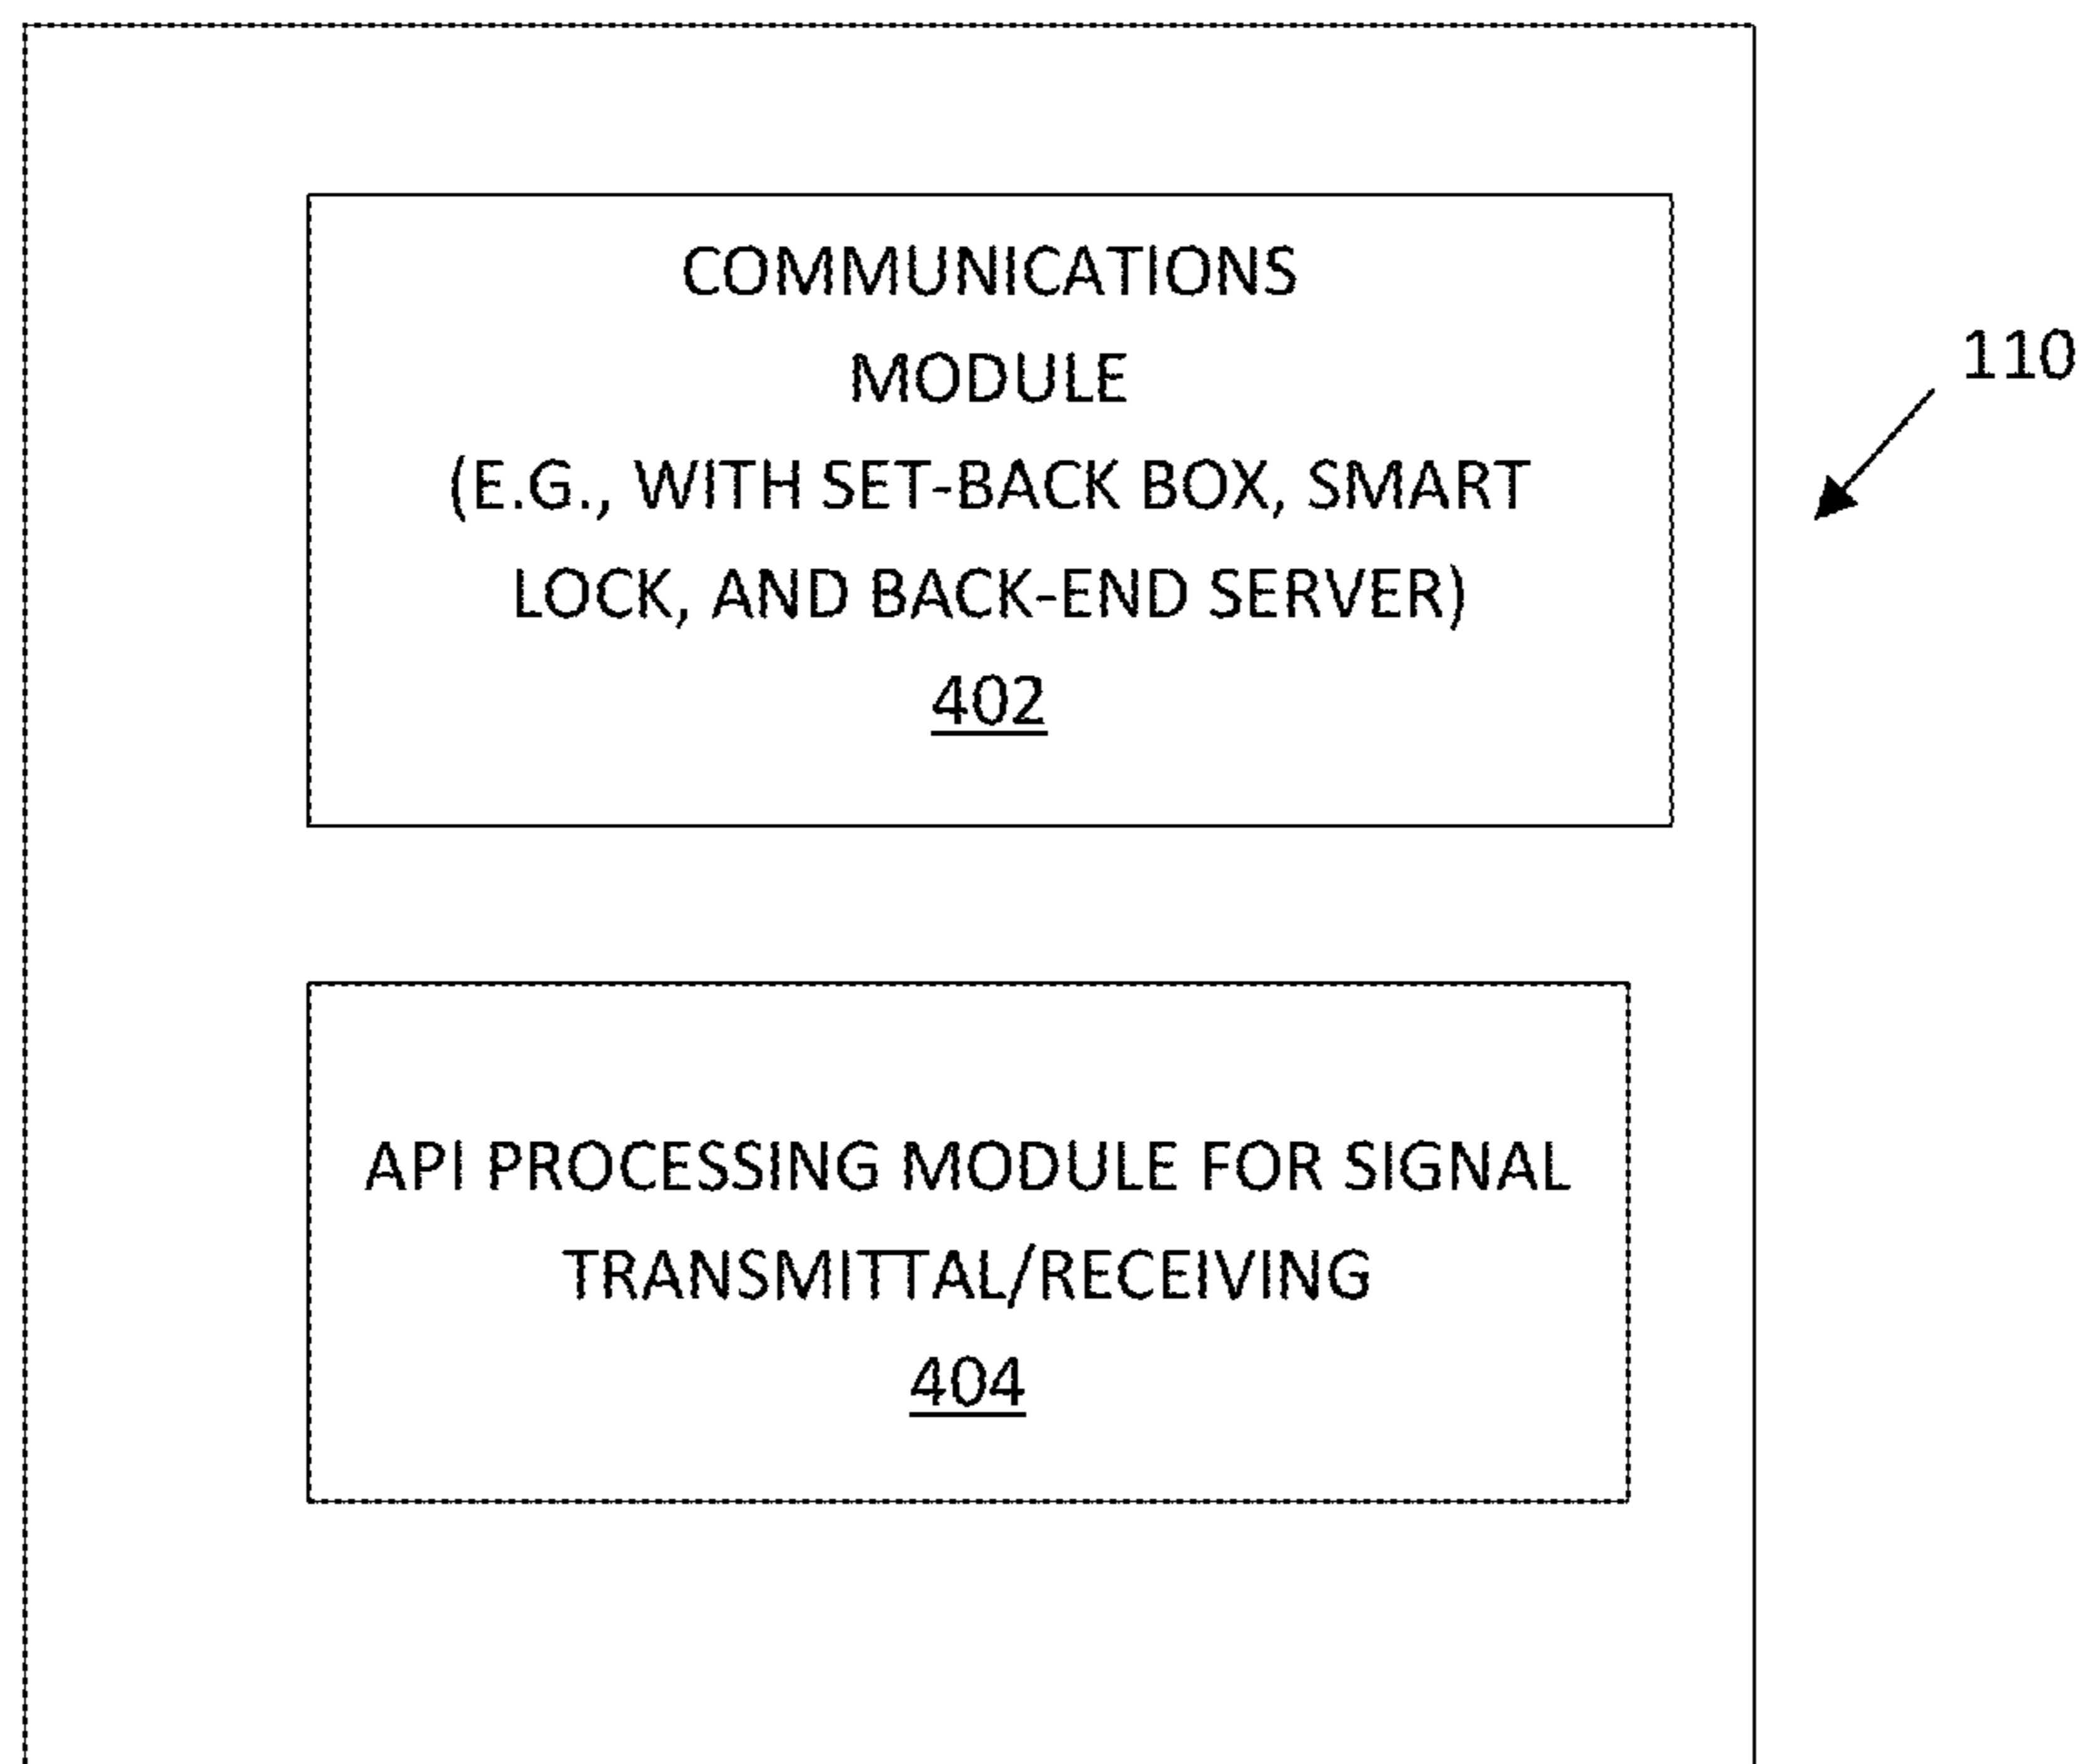 COMMUNICATIONS
MODULE
(E.G., WITH SET-BACK BOX, SMART
LOCK, AND BACK-END SERVER)
402
110
API PROCESSING MODULE FOR SIGNAL
TRANSMITTAL/RECEIVING
404